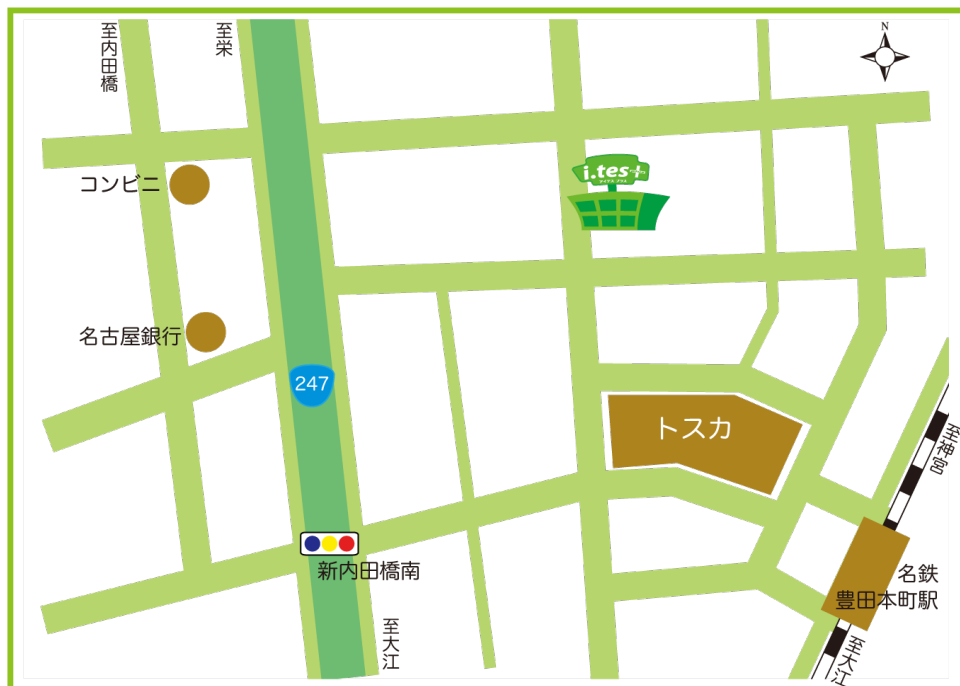 至内田橋
至栄
N
コンビニ
i.tes+
名古屋銀行
247
トスカ
至神宮
新内田橋南
名鉄
豊田本町駅
至大江
至大江